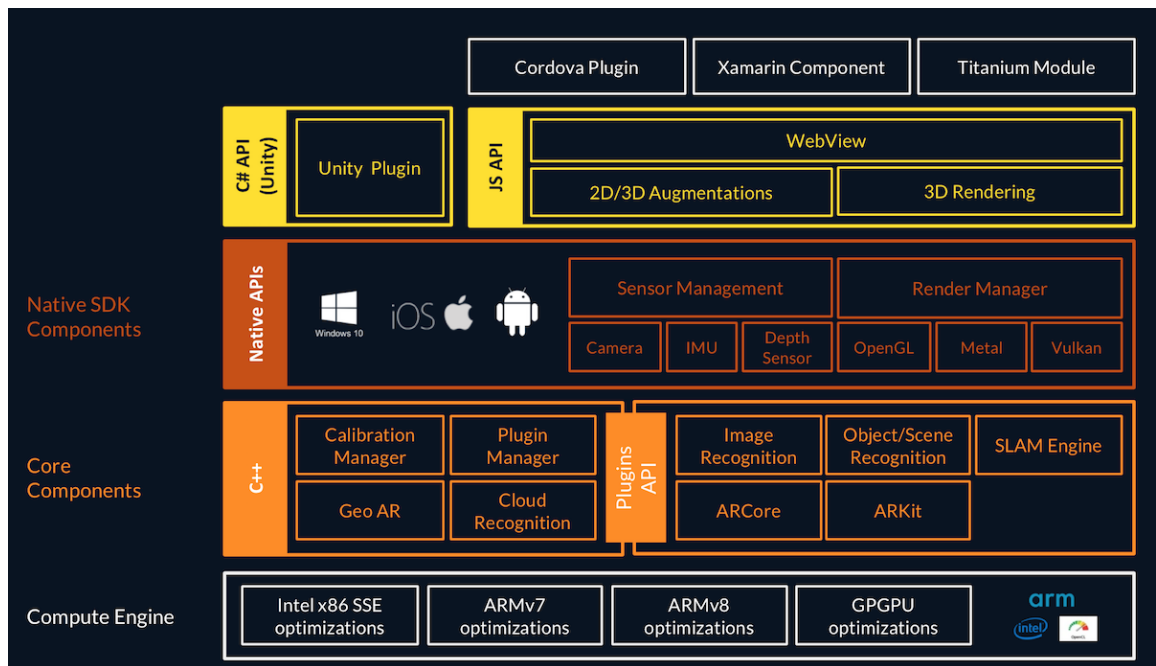 Cordova Plugin
Xamarin Component
Titanium Module
C# API
(Unity)
Unity Plugin
JS API
WebView
2D/3D Augmentations
3D Rendering
Native SDK
Components
Native APIs
Windows 10
iOS
Sensor Management
Render Manager
Camera
IMU
Depth
Sensor
OpenGL
Metal
Vulkan
Core
Components
C++
Calibration
Manager
Plugin
Manager
Geo AR
Cloud
Recognition
Plugins
API
Image
Recognition
Object/Scene
Recognition
SLAM Engine
ARCore
ARKit
Compute Engine
Intel x86 SSE
optimizations
ARMv7
optimizations
ARMv8
optimizations
GPGPU
optimizations
arm
intel